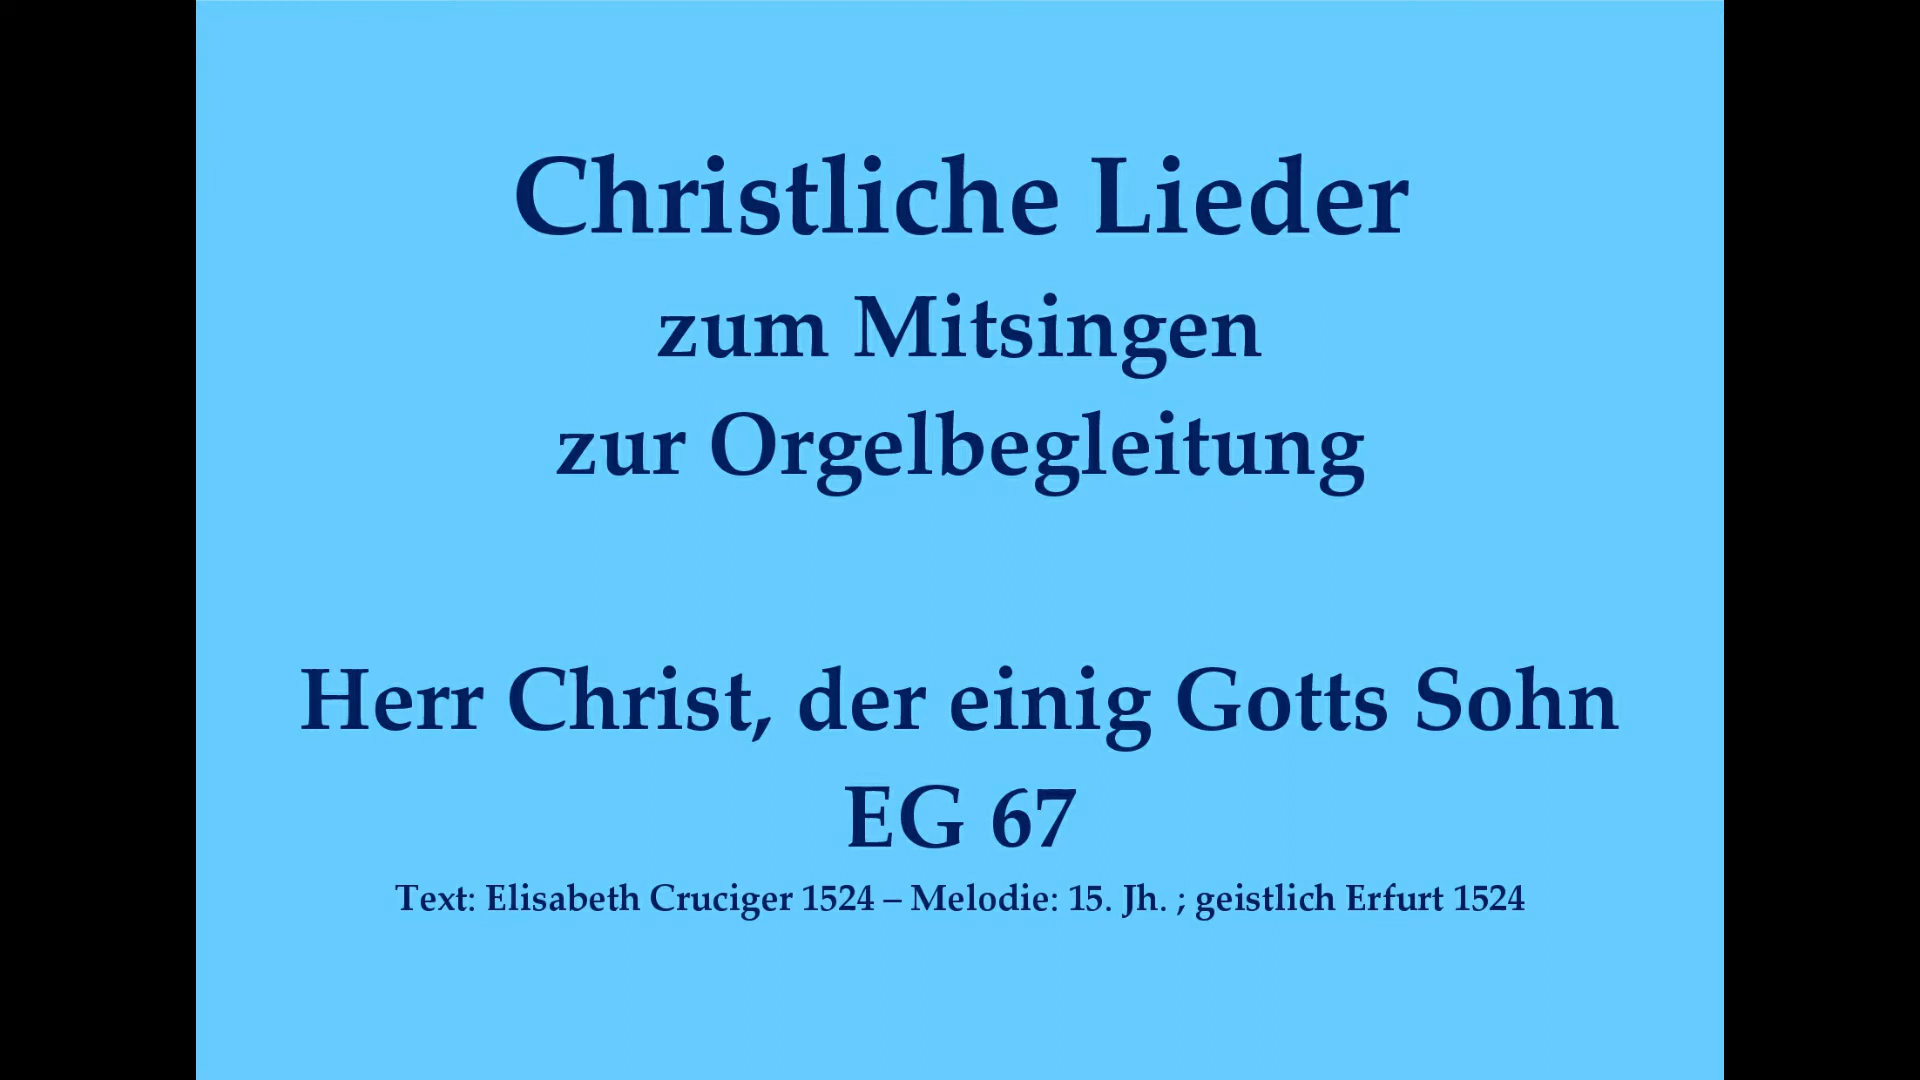 Christliche Lieder
zum Mitsingen
zur Orgelbegleitung
Herr Christ, der einig Gotts Sohn
EG 67
Text: Elisabeth Cruciger 1524 – Melodie: 15. Jh. ; geistlich Erfurt 1524